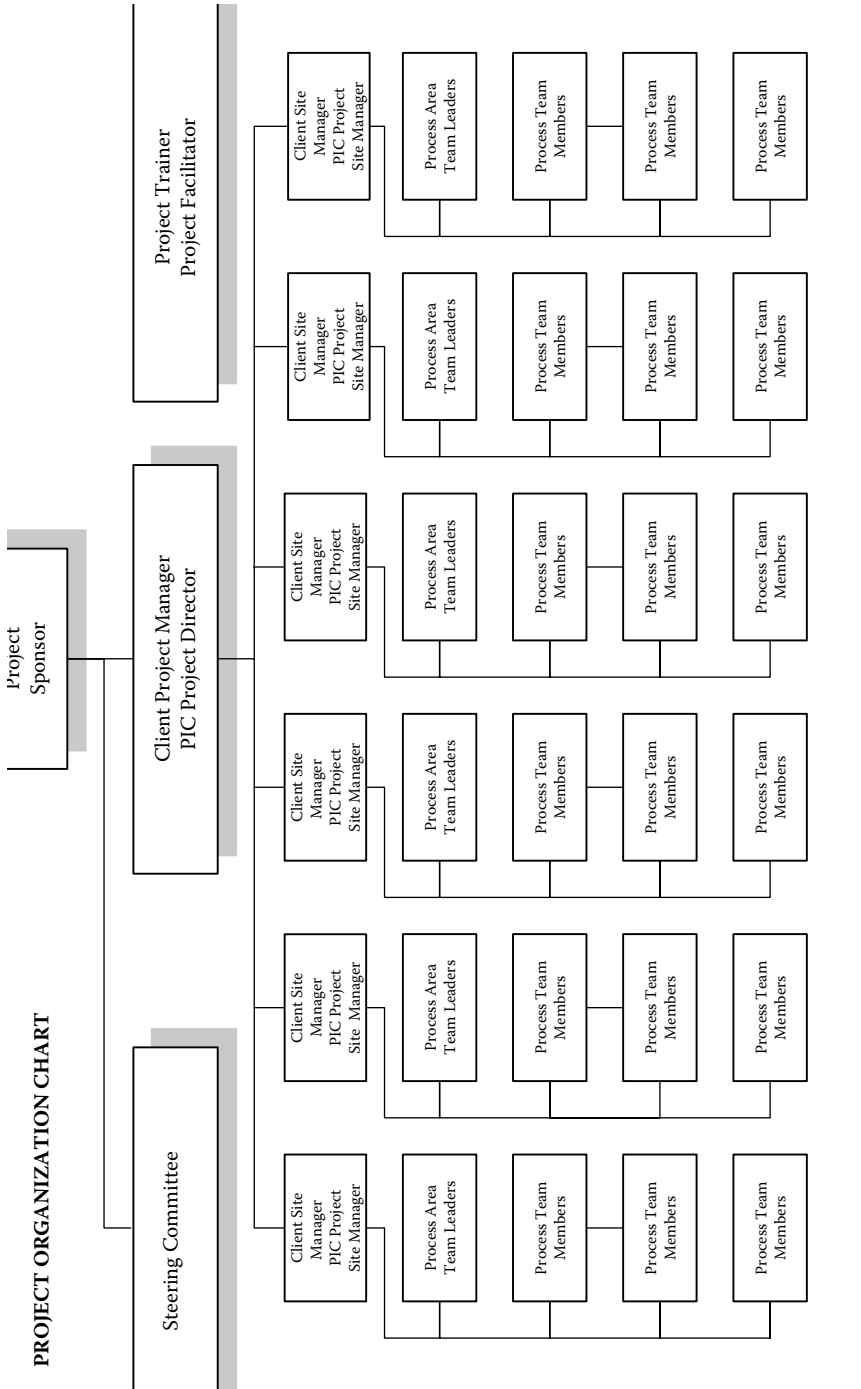 PROJECT ORGANIZATION CHART
Project
Sponsor
Steering Committee
Client Project Manager
PIC Project Director
Project Trainer
Project Facilitator
Client Site
Manager
PIC Project
Site Manager
Client Site
Manager
PIC Project
Site Manager
Client Site
Manager
PIC Project
Site Manager
Client Site
Manager
PIC Project
Site Manager
Client Site
Manager
PIC Project
Site Manager
Client Site
Manager
PIC Project
Site Manager
Process Area
Team Leaders
Process Area
Team Leaders
Process Area
Team Leaders
Process Area
Team Leaders
Process Area
Team Leaders
Process Area
Team Leaders
Process Team
Members
Process Team
Members
Process Team
Members
Process Team
Members
Process Team
Members
Process Team
Members
Process Team
Members
Process Team
Members
Process Team
Members
Process Team
Members
Process Team
Members
Process Team
Members
Process Team
Members
Process Team
Members
Process Team
Members
Process Team
Members
Process Team
Members
Process Team
Members